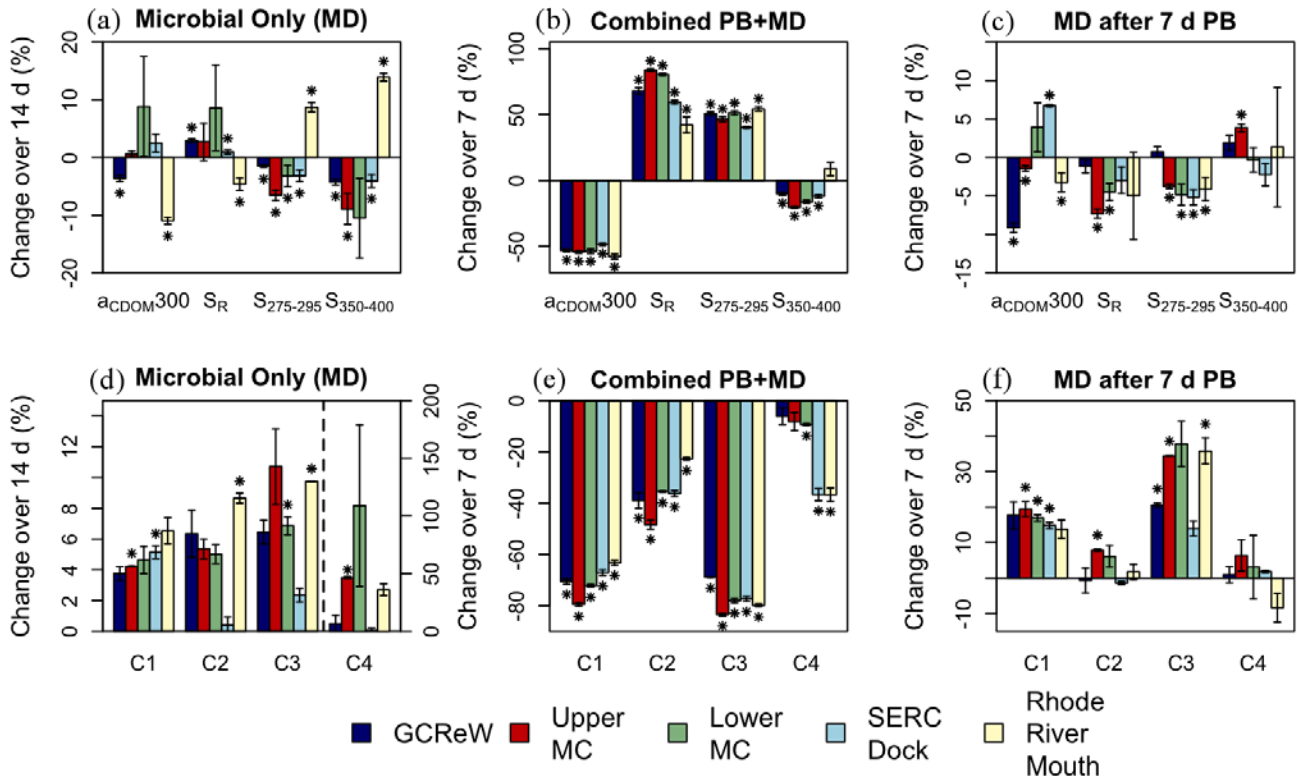 (a) Microbial Only (MD)
Change over 14 d (%)
20
10
0
-10
-20
aCDOM300 SR S275-295 S350-400
(b) Combined PB+MD
Change over 7 d (%)
100
50
0
-50
aCDOM300 SR S275-295 S350-400
(c) MD after 7 d PB
Change over 7 d (%)
10
5
0
-5
-15
aCDOM300 SR S275-295 S350-400
(d) Microbial Only (MD)
Change over 14 d (%)
12
10
8
6
4
2
0
200
150
100
50
0
C1 C2 C3 C4
(e) Combined PB+MD
Change over 7 d (%)
0
-20
-40
-60
-80
C1 C2 C3 C4
(f) MD after 7 d PB
Change over 7 d (%)
50
30
10
-10
C1 C2 C3 C4
GCReW
Upper
MC
Lower
MC
SERC
Dock
Rhode
River
Mouth